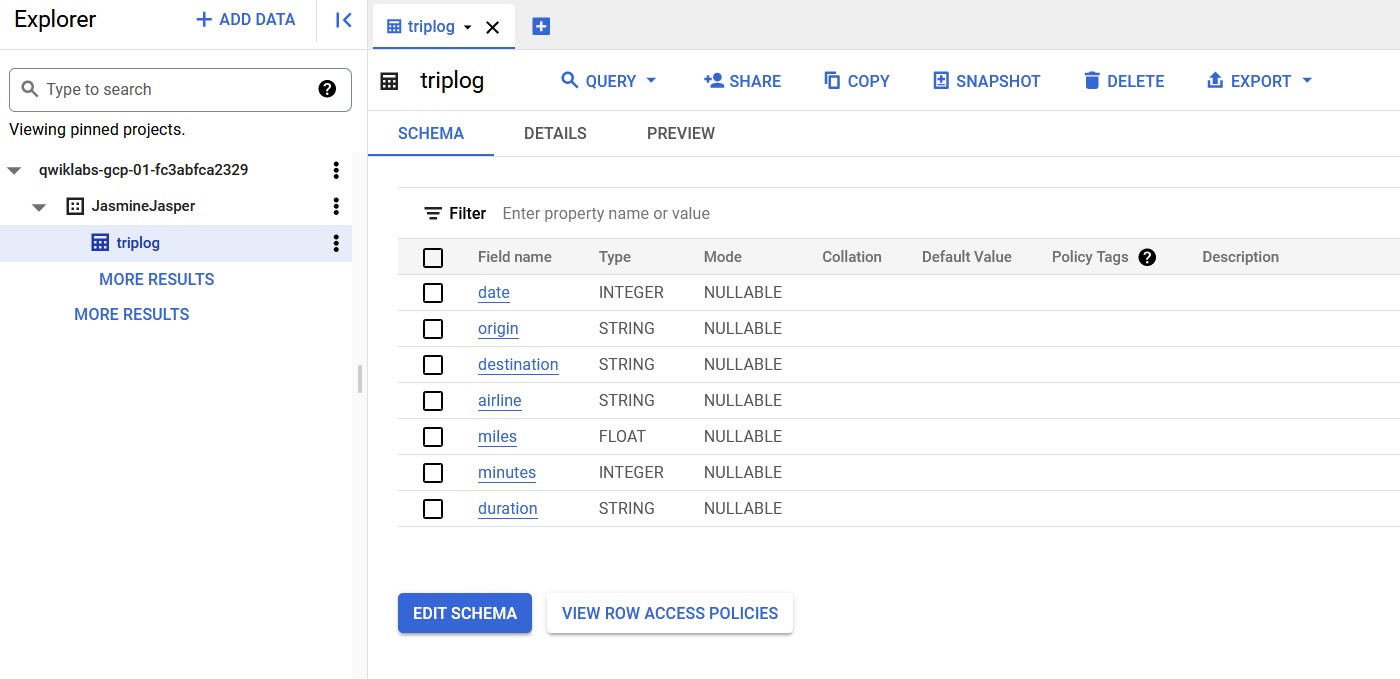 Explorer
+ ADD DATA
Type to search
Viewing pinned projects.
qwiklabs-gcp-01-fc3abfca2329
JasmineJasper
triplog
MORE RESULTS
MORE RESULTS
triplog
triplog
QUERY
SHARE
COPY
SNAPSHOT
DELETE
EXPORT
SCHEMA DETAILS PREVIEW
Filter Enter property name or value
Field name Type Mode Collation Default Value Policy Tags ? Description
date INTEGER NULLABLE
origin STRING NULLABLE
destination STRING NULLABLE
airline STRING NULLABLE
miles FLOAT NULLABLE
minutes INTEGER NULLABLE
duration STRING NULLABLE
EDIT SCHEMA VIEW ROW ACCESS POLICIES